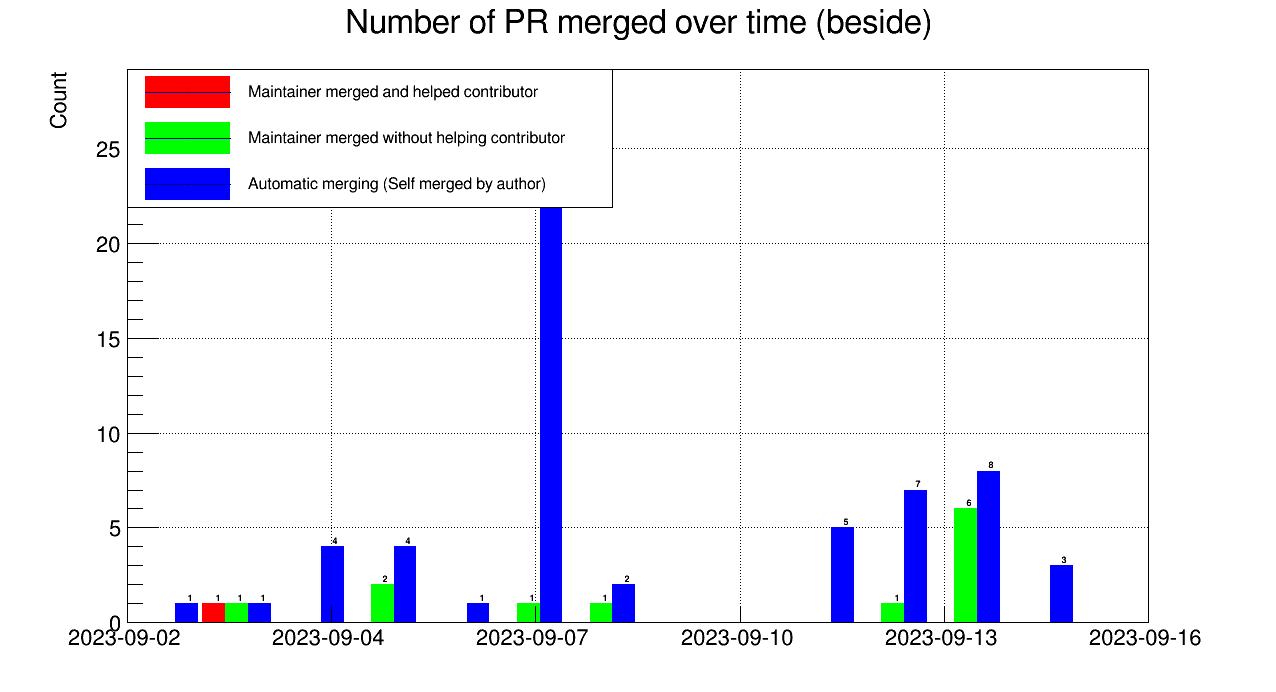 Number of PR merged over time (beside)
Count
Maintainer merged and helped contributor
Maintainer merged without helping contributor
Automatic merging (Self merged by author)
25
20
15
10
5
0
1 1 1 1 4 2 4 1 1 1 2 5 1 7 6 8 3
2023-09-02 2023-09-04 2023-09-07 2023-09-10 2023-09-13 2023-09-16